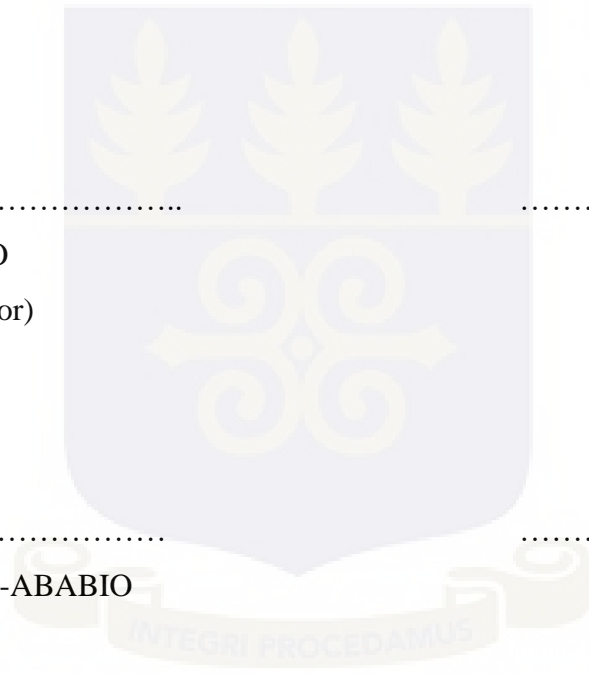 ……………….. ……
O
or)
……………… ……
-ABABIO
INTEGRI PROCEDAMUS